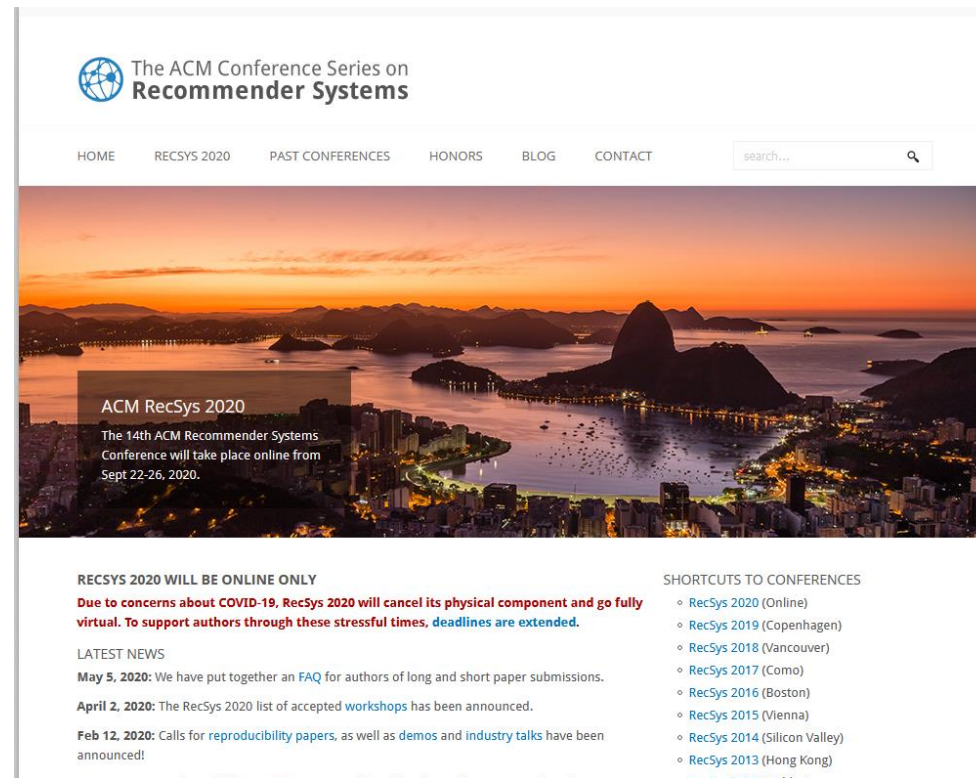 The ACM Conference Series on
Recommender Systems
HOME RECSYS 2020 PAST CONFERENCES HONORS BLOG CONTACT search...
ACM RecSys 2020
The 14th ACM Recommender Systems
Conference will take place online from
Sept 22-26, 2020.
RECSYS 2020 WILL BE ONLINE ONLY
Due to concerns about COVID-19, RecSys 2020 will cancel its physical component and go fully
virtual. To support authors through these stressful times, deadlines are extended.
LATEST NEWS
May 5, 2020: We have put together an FAQ for authors of long and short paper submissions.
April 2, 2020: The RecSys 2020 list of accepted workshops has been announced.
Feb 12, 2020: Calls for reproducibility papers, as well as demos and industry talks have been
announced!
SHORTCUTS TO CONFERENCES
RecSys 2020 (Online)
RecSys 2019 (Copenhagen)
RecSys 2018 (Vancouver)
RecSys 2017 (Como)
RecSys 2016 (Boston)
RecSys 2015 (Vienna)
RecSys 2014 (Silicon Valley)
RecSys 2013 (Hong Kong)